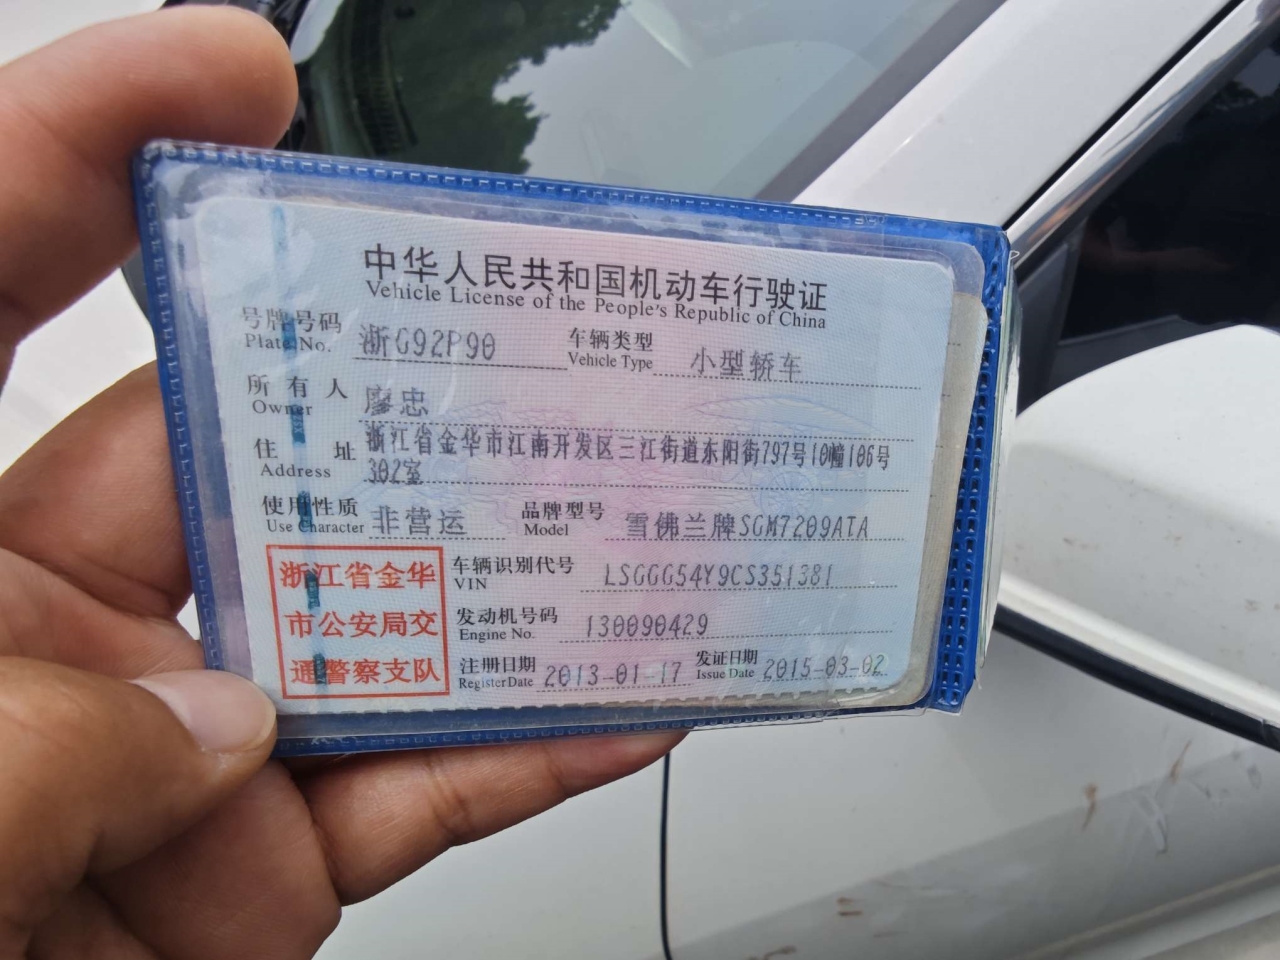 中华人民共和国机动车行驶证
Vehicle License of the People's Republic of China
号牌号码 浙G92P90 车辆类型 小型轿车
Plate No. Vehicle Type
所有人 廖忠
Owner
住址 浙江省金华市江南开发区三江街道东阳街797号10幢106号
Address 302室
使用性质 非营运 品牌型号 雪佛兰牌SGM7209ATA
Use Character Model
浙江省金华
市公安局交
通警察支队
车辆识别代号 LSGGG54Y9CS351381
VIN
发动机号码 130090429
Engine No.
注册日期 2013-01-17 发证日期 2015-03-02
Register Date Issue Date